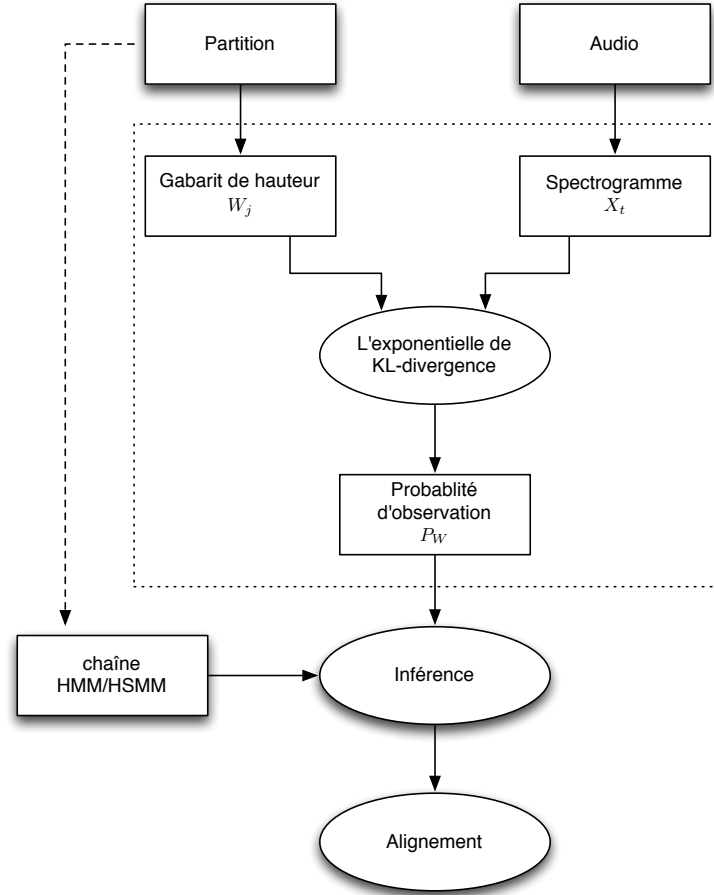 Partition
Audio
Gabarit de hauteur
W_j
Spectrogramme
X_t
L'exponentielle de
KL-divergence
Probablité
d'observation
P_W
chaîne
HMM/HSMM
Inférence
Alignement